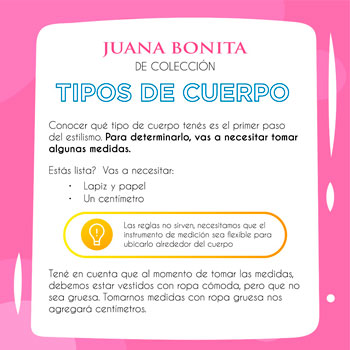 JUANA BONITA
DE COLECCIÓN
TIPOS DE CUERPO
Conocer qué tipo de cuerpo tenés es el primer paso
del estilismo. Para determinarlo, vas a necesitar tomar
algunas medidas.
Estás lista?  Vas a necesitar:
• Lapiz y papel
• Un centímetro
Las reglas no sirven, necesitamos que el
instrumento de medición sea flexible para
ubicarlo alrededor del cuerpo
Tené en cuenta que al momento de tomar las medidas,
debemos estar vestidos con ropa cómoda, pero que no
sea gruesa. Tomarnos medidas con ropa gruesa nos
agregará centímetros.